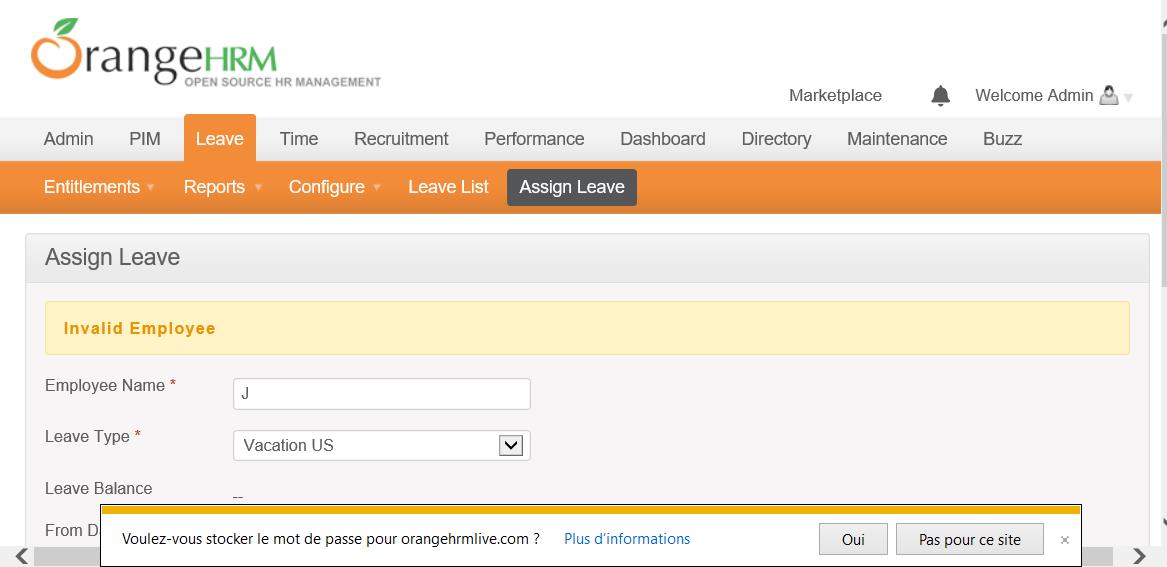 OrangeHRM
OPEN SOURCE HR MANAGEMENT
Marketplace Welcome Admin
Admin PIM Leave Time Recruitment Performance Dashboard Directory Maintenance Buzz
Entitlements Reports Configure Leave List Assign Leave
Assign Leave
Invalid Employee
Employee Name * J
Leave Type * Vacation US
Leave Balance --
From D
Voulez-vous stocker le mot de passe pour orangehrmlive.com ? Plus d'informations Oui Pas pour ce site ×